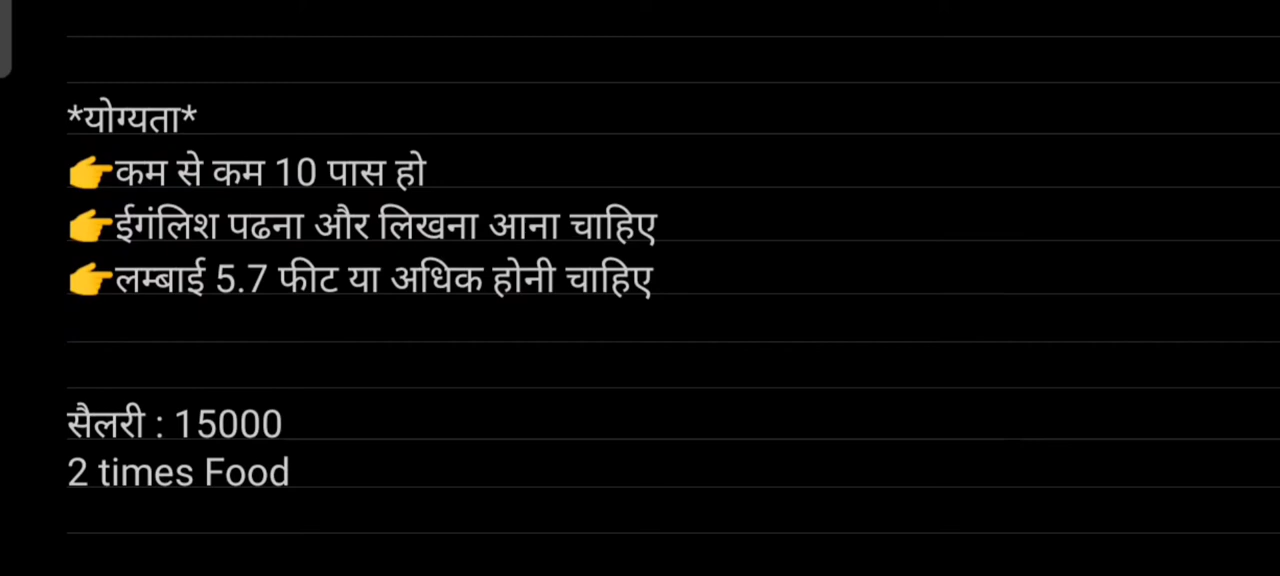 *योग्यता*
👉कम से कम 10 पास हो
👉ईगंलिश पढना और लिखना आना चाहिए
👉लम्बाई 5.7 फीट या अधिक होनी चाहिए
सैलरी : 15000
2 times Food